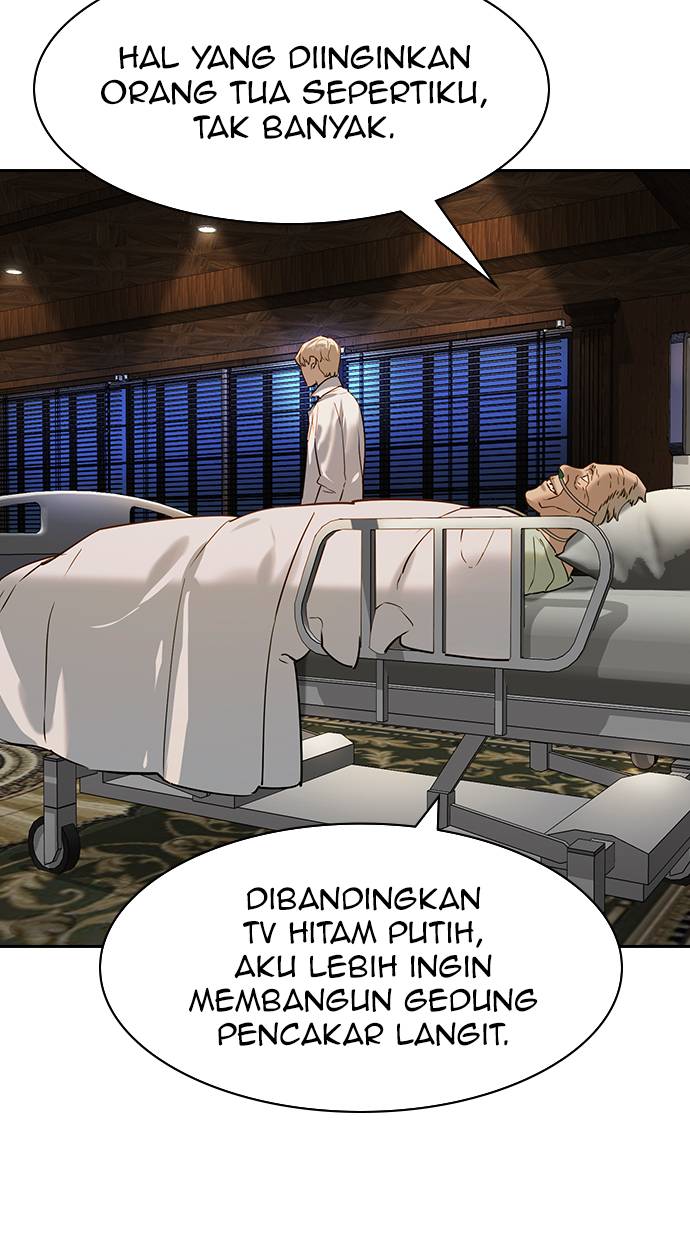 HAL YANG DIINGINKAN
ORANG TUA SEPERTIKU,
TAK BANYAK.
DIBANDINGKAN
TV HITAM PUTIH,
AKU LEBIH INGIN
MEMBANGUN GEDUNG
PENCAKAR LANGIT.